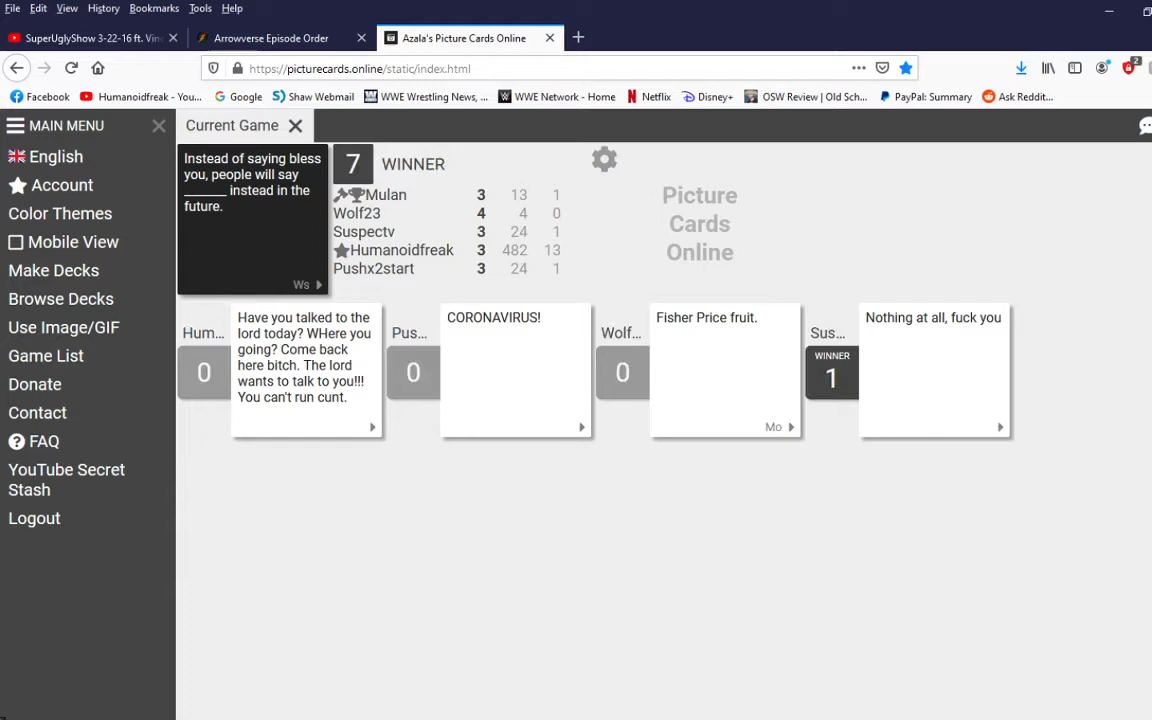 File Edit View History Bookmarks Tools Help
SuperUglyShow 3-22-16 ft. Vin
Arrowverse Episode Order
Azala's Picture Cards Online
https://picturecards.online/static/index.html
2
Facebook Humanoidfreak - You... Google Shaw Webmail WWE Wrestling News, ... WWE Network - Home Netflix Disney+ OSW Review | Old Sch... PayPal: Summary Ask Reddit...
MAIN MENU
English
Account
Color Themes
Mobile View
Make Decks
Browse Decks
Use Image/GIF
Game List
Donate
Contact
FAQ
YouTube Secret
Stash
Logout
Current Game
Instead of saying bless
you, people will say
_______ instead in the
future.
Ws
7 WINNER
Mulan 3 13 1
Wolf23 4 4 0
Suspectv 3 24 1
Humanoidfreak 3 482 13
Pushx2start 3 24 1
Picture
Cards
Online
Hum...
0
Have you talked to the
lord today? WHere you
going? Come back
here bitch. The lord
wants to talk to you!!!
You can't run cunt.
Pus...
0
CORONAVIRUS!
Wolf...
0
Fisher Price fruit.
Mo
Sus...
WINNER
1
Nothing at all, fuck you